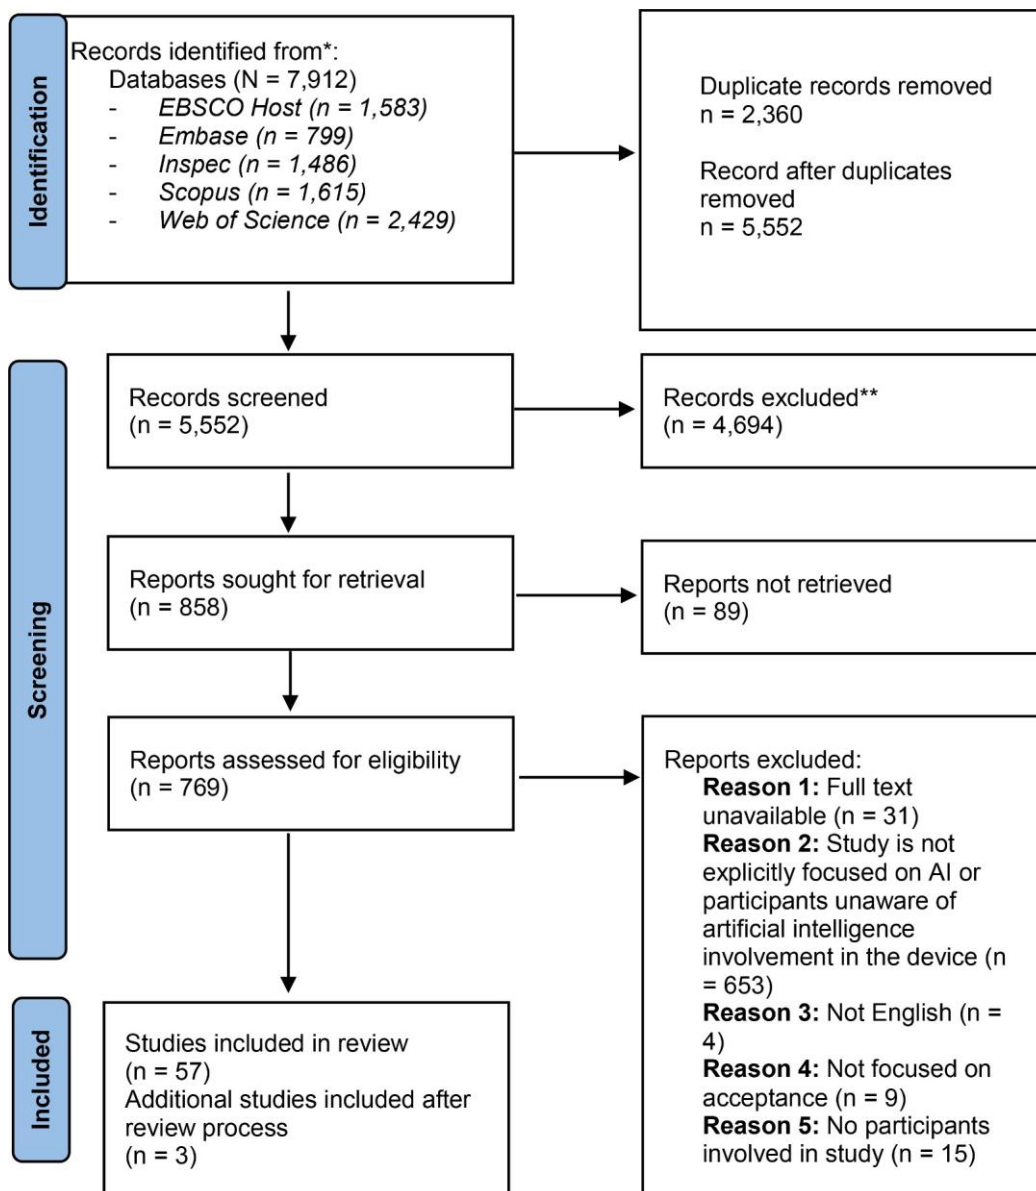 Identification
Records identified from*:
Databases (N = 7,912)
- EBSCO Host (n = 1,583)
- Embase (n = 799)
- Inspec (n = 1,486)
- Scopus (n = 1,615)
- Web of Science (n = 2,429)
Duplicate records removed
n = 2,360
Record after duplicates
removed
n = 5,552
Screening
Records screened
(n = 5,552)
Records excluded**
(n = 4,694)
Reports sought for retrieval
(n = 858)
Reports not retrieved
(n = 89)
Reports assessed for eligibility
(n = 769)
Reports excluded:
Reason 1: Full text
unavailable (n = 31)
Reason 2: Study is not
explicitly focused on AI or
participants unaware of
artificial intelligence
involvement in the device (n
= 653)
Reason 3: Not English (n =
4)
Reason 4: Not focused on
acceptance (n = 9)
Reason 5: No participants
involved in study (n = 15)
Included
Studies included in review
(n = 57)
Additional studies included after
review process
(n = 3)